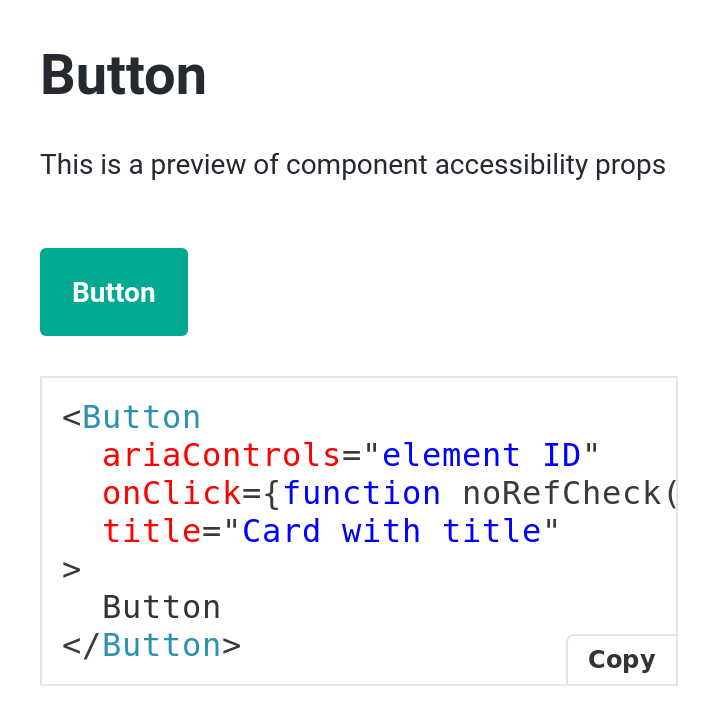 Button
This is a preview of component accessibility props
Button
<Button
  ariaControls="element ID"
  onClick={function noRefCheck(
  title="Card with title"
>
  Button
</Button>
Copy